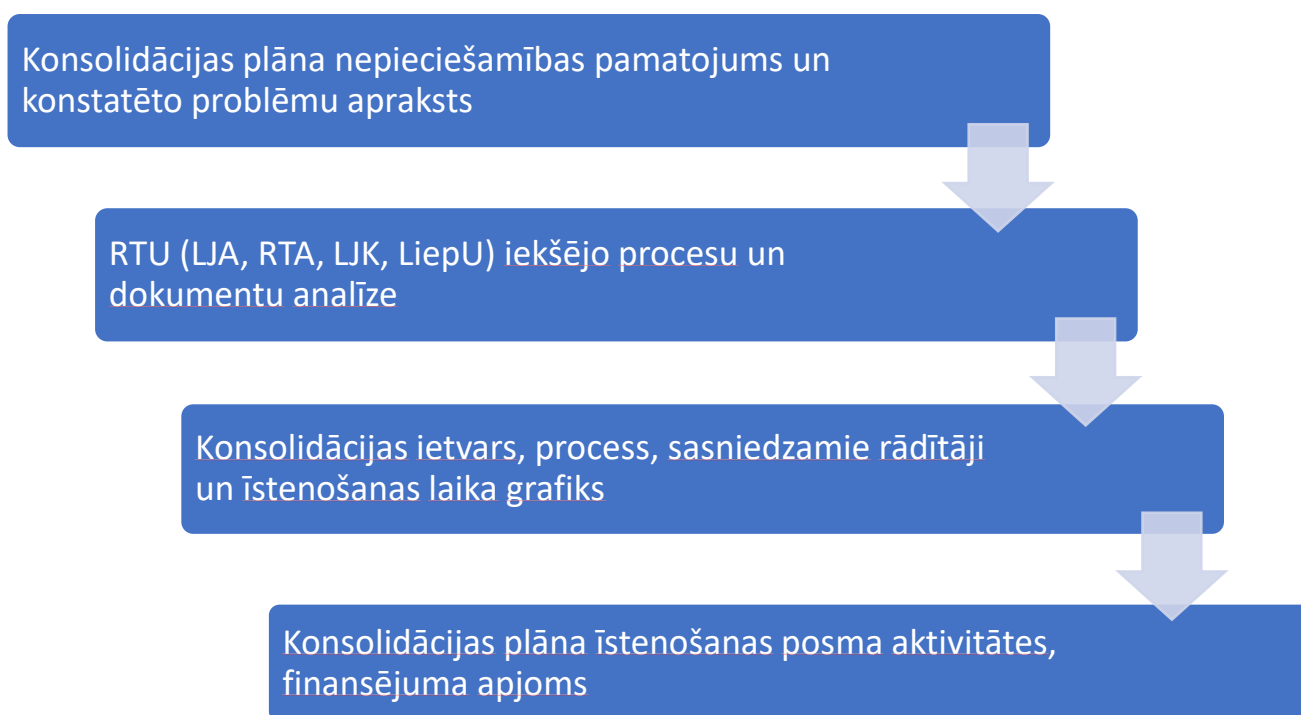 Konsolidācijas plāna nepieciešamības pamatojums un
konstatēto problēmu apraksts
RTU (LJA, RTA, LJK, LiepU) iekšējo procesu un
dokumentu analīze
Konsolidācijas ietvars, process, sasniedzamie rādītāji
un īstenošanas laika grafiks
Konsolidācijas plāna īstenošanas posma aktivitātes,
finansējuma apjoms